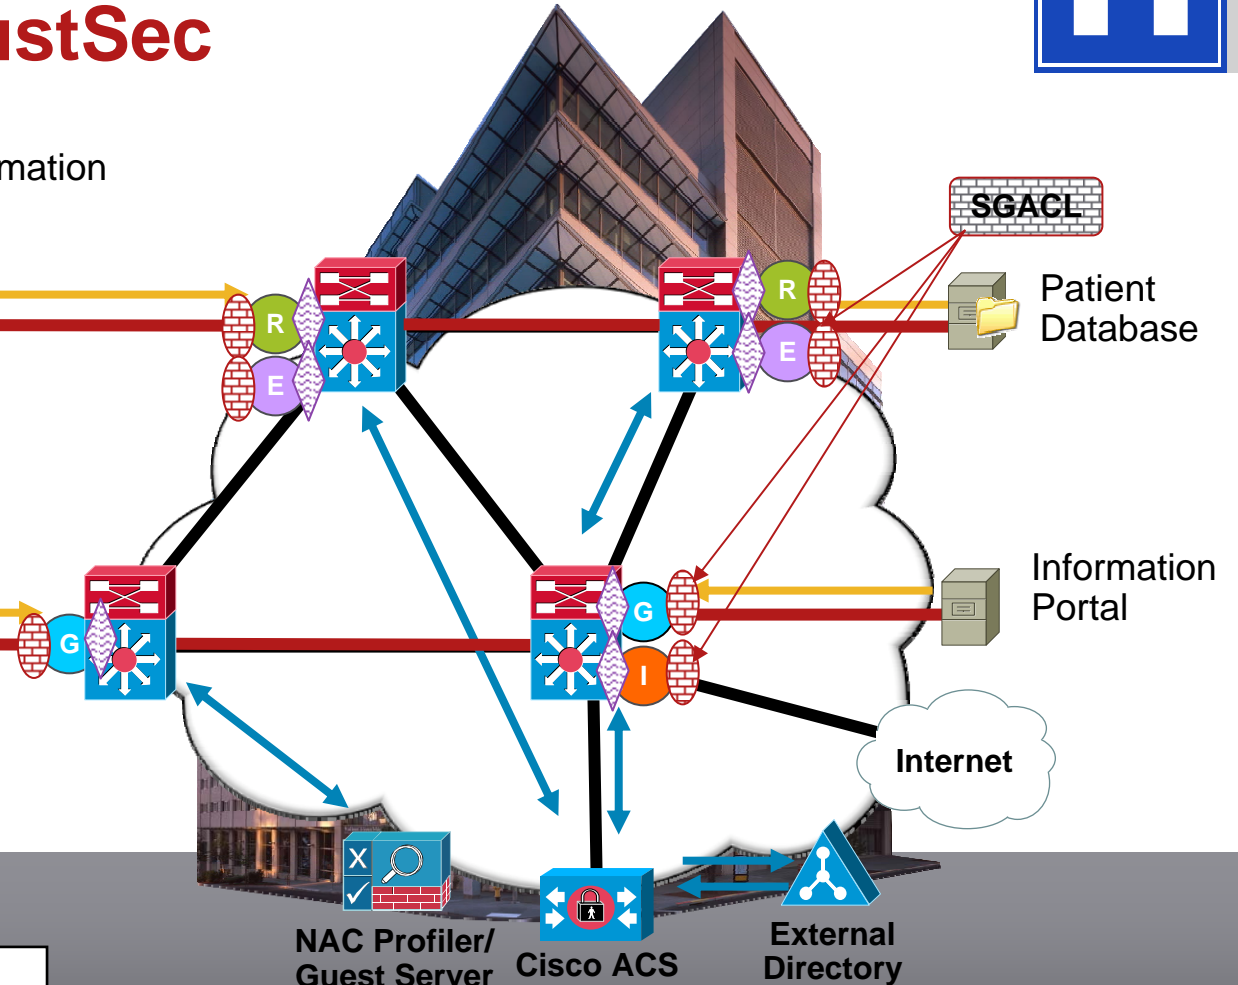 ustSec
mation
SGACL
R
E
R
E
Patient
Database
G
G
I
Information
Portal
Internet
X
NAC Profiler/
Guest Server
Cisco ACS
External
Directory